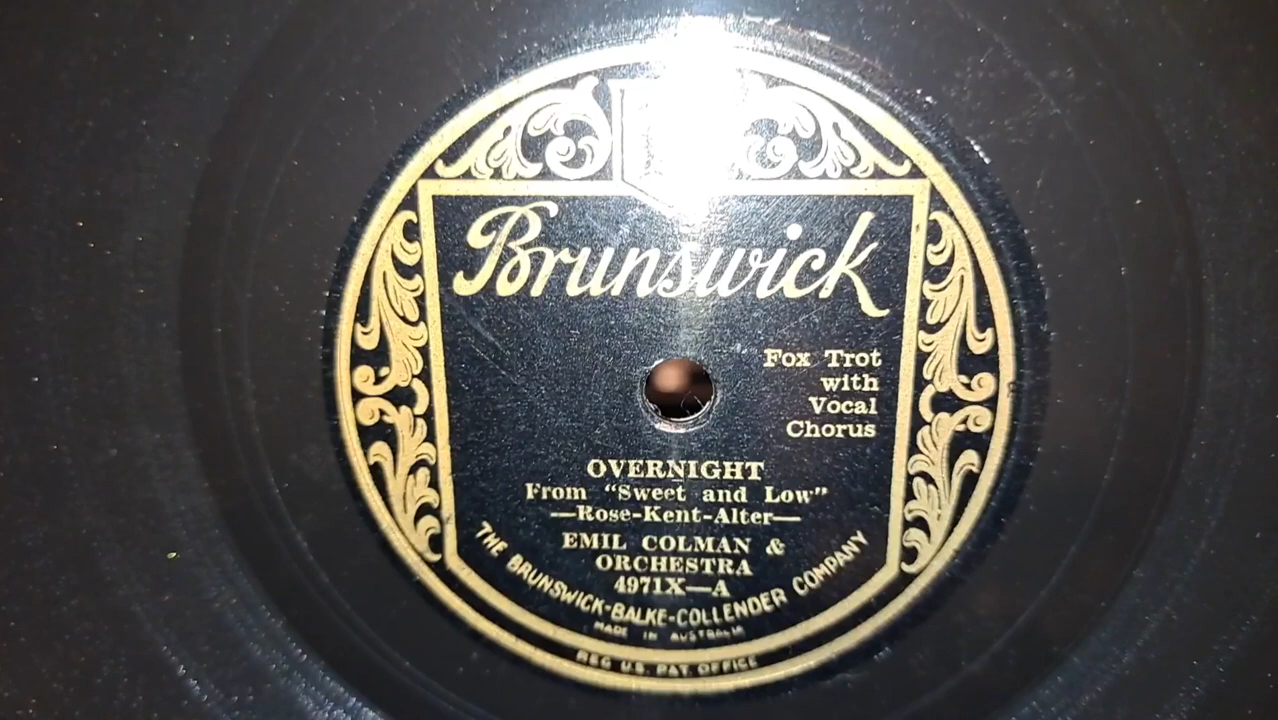 Brunswick
Fox Trot
with
Vocal
Chorus
OVERNIGHT
From "Sweet and Low"
—Rose-Kent-Alter—
EMIL COLMAN &
ORCHESTRA
4971X—A
THE BRUNSWICK-BALKE-COLLENDER COMPANY
MADE IN AUSTRALIA
REG U.S. PAT. OFFICE